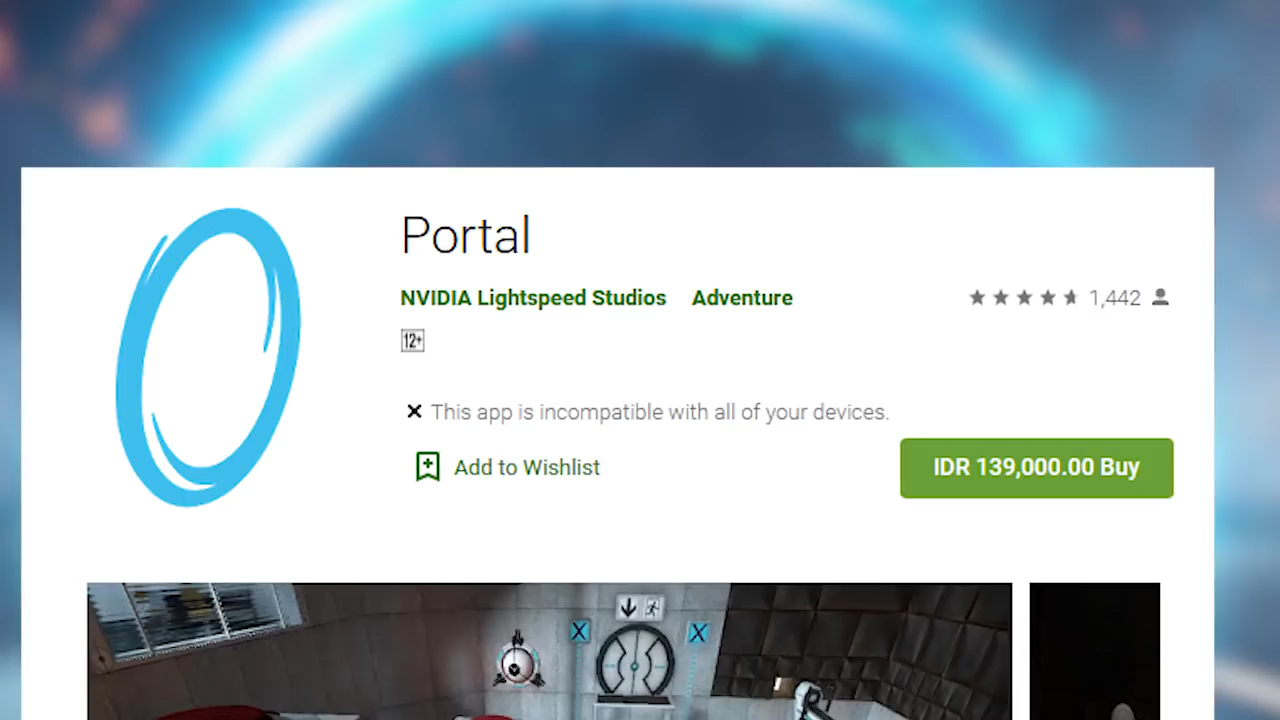 Portal
NVIDIA Lightspeed Studios Adventure 1,442
12+
This app is incompatible with all of your devices.
Add to Wishlist
IDR 139,000.00 Buy